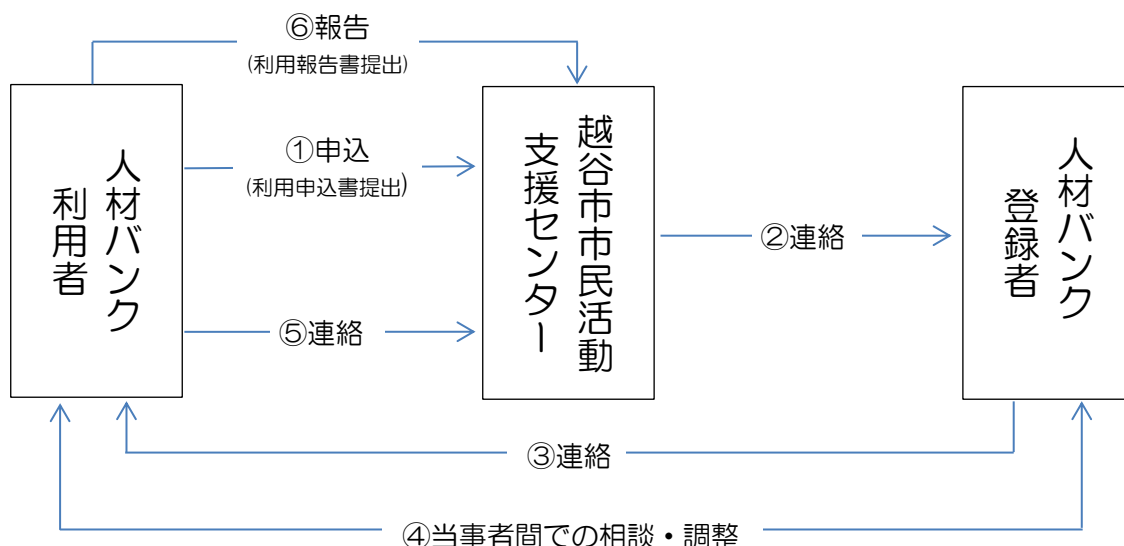 ⑥報告
(利用報告書提出)
人材バンク
利用者
①申込
(利用申込書提出)
⑤連絡
越谷市市民活動
支援センター
②連絡
人材バンク
登録者
③連絡
④当事者間での相談・調整